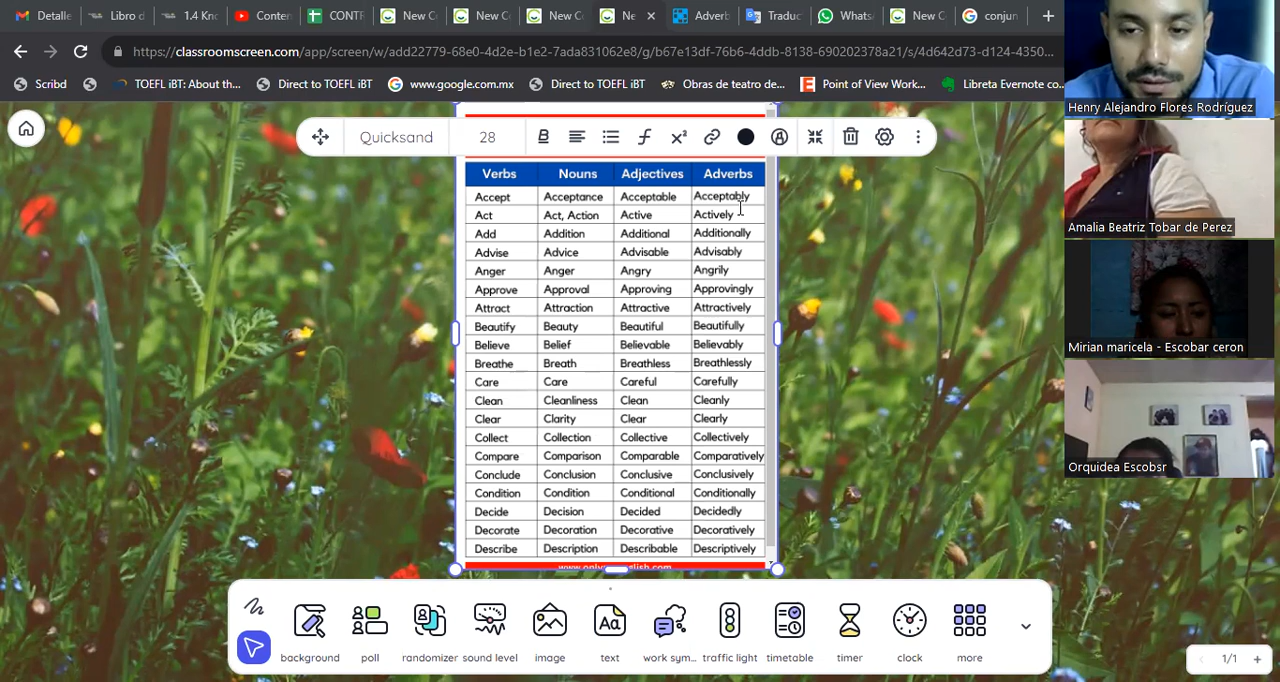 Detalle
Libro d
1.4 Kno
Conten
CONTR
New C
New C
New C
Ne
Adverb
Traduc
Whats
New C
conjun
https://classroomscreen.com/app/screen/w/add22779-68e0-4d2e-b1e2-7ada831062e8/g/b67e13df-76b6-4ddb-8138-690202378a21/s/4d642d73-d124-4350...
Scribd
TOEFL iBT: About th...
Direct to TOEFL iBT
www.google.com.mx
Direct to TOEFL iBT
Obras de teatro de...
Point of View Work...
Libreta Evernote co...
Henry Alejandro Flores Rodríguez
Quicksand 28
Verbs Nouns Adjectives Adverbs
Accept Acceptance Acceptable Acceptably
Act Act, Action Active Actively
Add Addition Additional Additionally
Advise Advice Advisable Advisably
Anger Anger Angry Angrily
Approve Approval Approving Approvingly
Attract Attraction Attractive Attractively
Beautify Beauty Beautiful Beautifully
Believe Belief Believable Believably
Breathe Breath Breathless Breathlessly
Care Care Careful Carefully
Clean Cleanliness Clean Cleanly
Clear Clarity Clear Clearly
Collect Collection Collective Collectively
Compare Comparison Comparable Comparatively
Conclude Conclusion Conclusive Conclusively
Condition Condition Conditional Conditionally
Decide Decision Decided Decidedly
Decorate Decoration Decorative Decoratively
Describe Description Describable Descriptively
Amalia Beatriz Tobar de Perez
Mirian maricela - Escobar ceron
Orquidea Escobsr
background
poll
randomizer
sound level
image
text
work sym...
traffic light
timetable
timer
clock
more
1/1